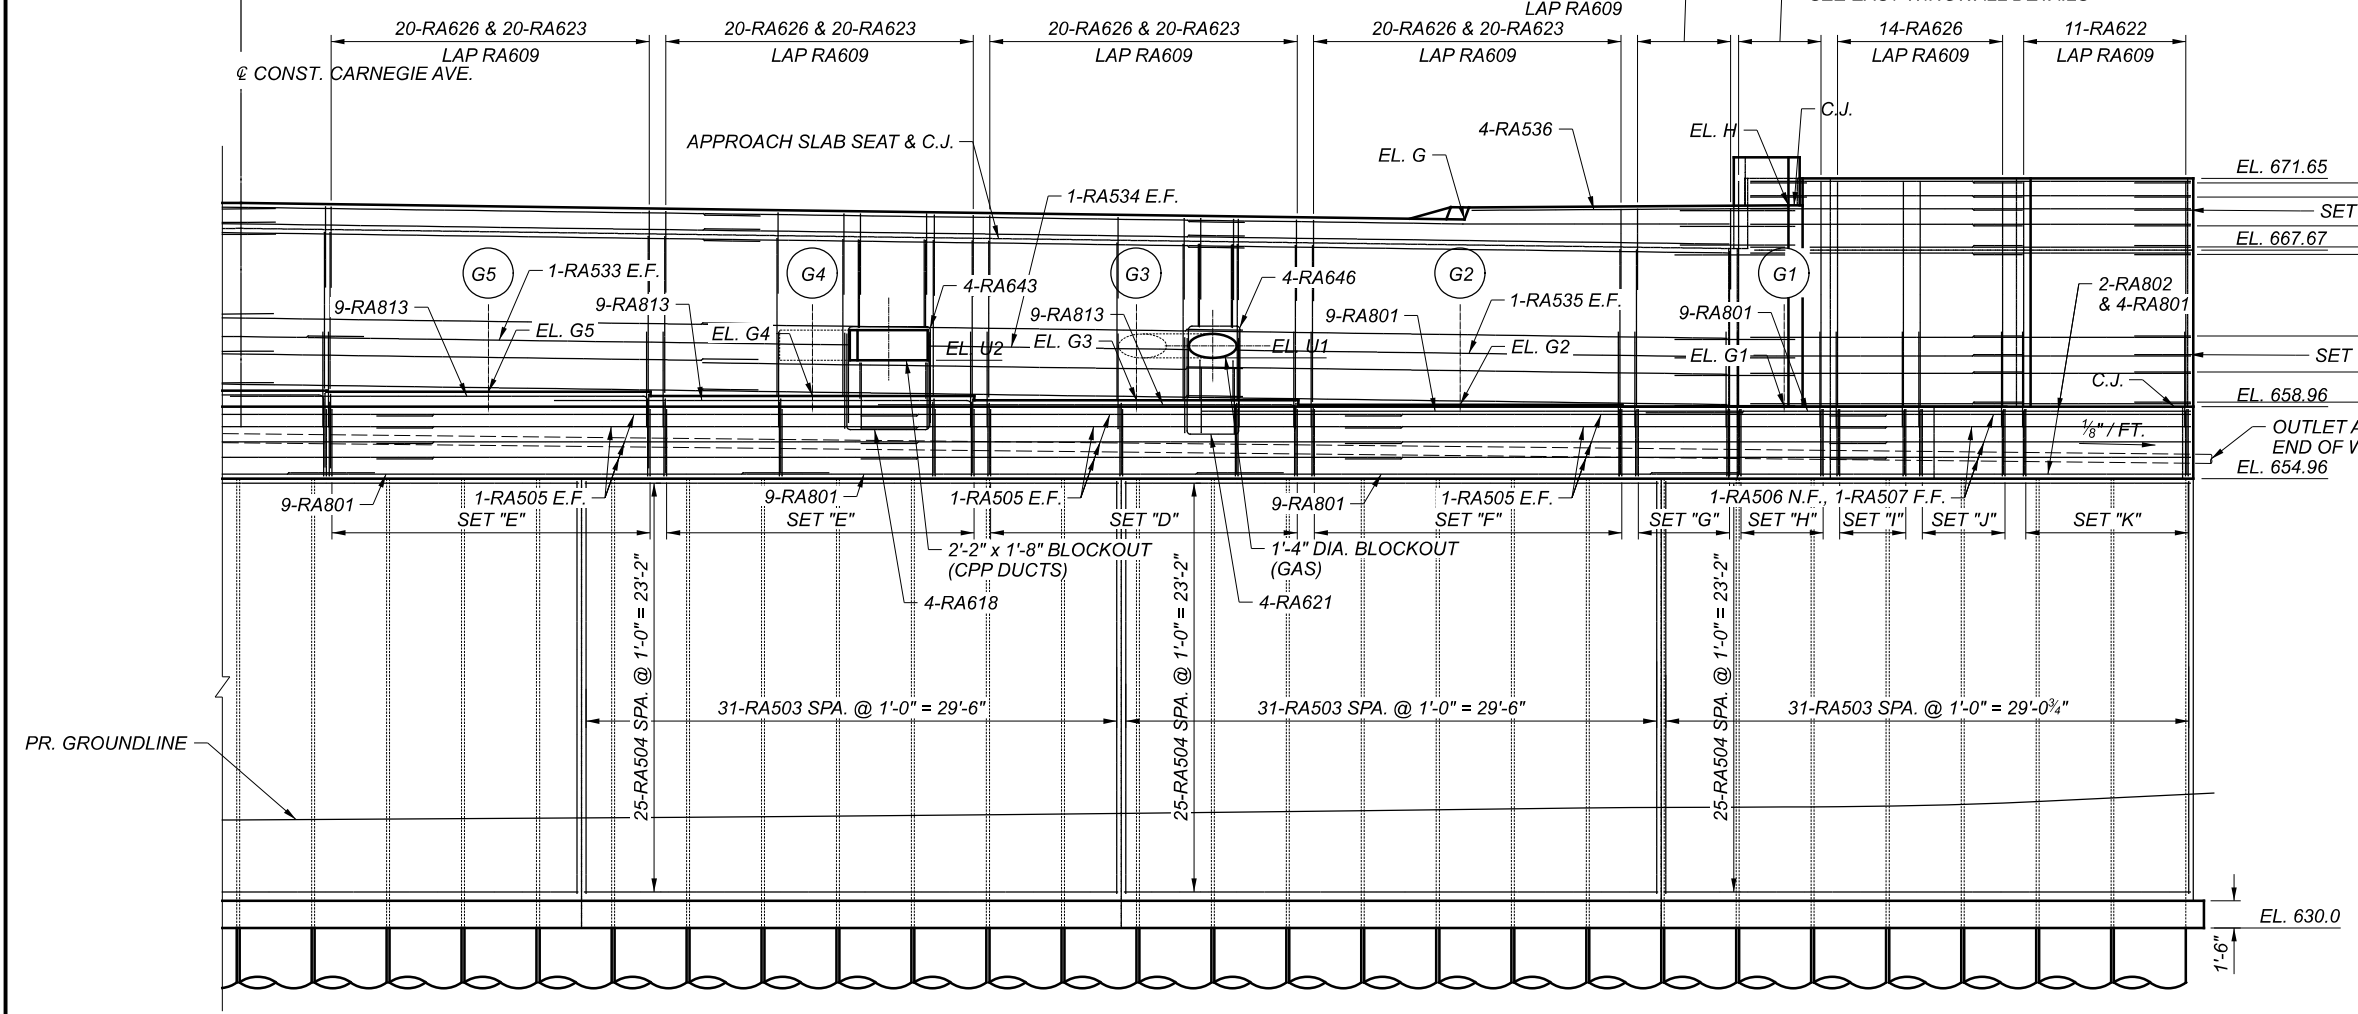 LAP RA609
20-RA626 & 20-RA623
LAP RA609
20-RA626 & 20-RA623
LAP RA609
20-RA626 & 20-RA623
LAP RA609
20-RA626 & 20-RA623
LAP RA609
14-RA626
LAP RA609
11-RA622
LAP RA609
℄ CONST. CARNEGIE AVE.
APPROACH SLAB SEAT & C.J.
EL. G
4-RA536
EL. H
C.J.
EL. 671.65
SET
EL. 667.67
1-RA534 E.F.
G5
G4
G3
G2
G1
1-RA533 E.F.
9-RA813
EL. G5
9-RA813
EL. G4
4-RA643
EL. U2
9-RA813
EL. G3
4-RA646
EL. U1
9-RA801
1-RA535 E.F.
EL. G2
9-RA801
EL. G1
2-RA802
& 4-RA801
SET
C.J.
EL. 658.96
1/8" / FT.
OUTLET A
END OF W
EL. 654.96
9-RA801
1-RA505 E.F.
9-RA801
1-RA505 E.F.
9-RA801
1-RA505 E.F.
1-RA506 N.F., 1-RA507 F.F.
SET "E"
SET "E"
SET "D"
SET "F"
SET "G"
SET "H"
SET "I"
SET "J"
SET "K"
2'-2" x 1'-8" BLOCKOUT
(CPP DUCTS)
1'-4" DIA. BLOCKOUT
(GAS)
4-RA618
4-RA621
25-RA504 SPA. @ 1'-0" = 23'-2"
25-RA504 SPA. @ 1'-0" = 23'-2"
25-RA504 SPA. @ 1'-0" = 23'-2"
31-RA503 SPA. @ 1'-0" = 29'-6"
31-RA503 SPA. @ 1'-0" = 29'-6"
31-RA503 SPA. @ 1'-0" = 29'-0¾"
PR. GROUNDLINE
EL. 630.0
1'-6"